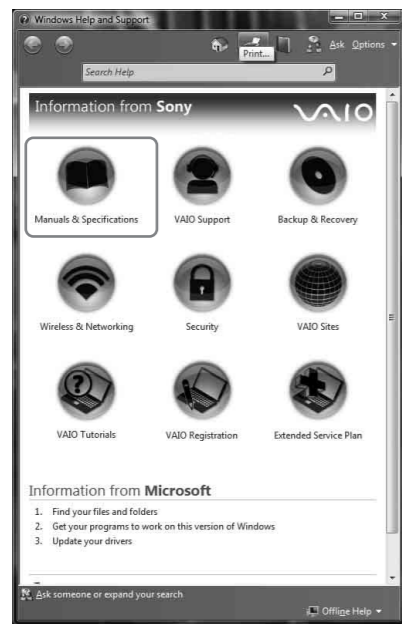 Windows Help and Support
Ask Options
Print...
Search Help
Information from Sony
VAIO
Manuals & Specifications
VAIO Support
Backup & Recovery
Wireless & Networking
Security
VAIO Sites
VAIO Tutorials
VAIO Registration
Extended Service Plan
Information from Microsoft
1. Find your files and folders
2. Get your programs to work on this version of Windows
3. Update your drivers
Ask someone or expand your search
Offline Help